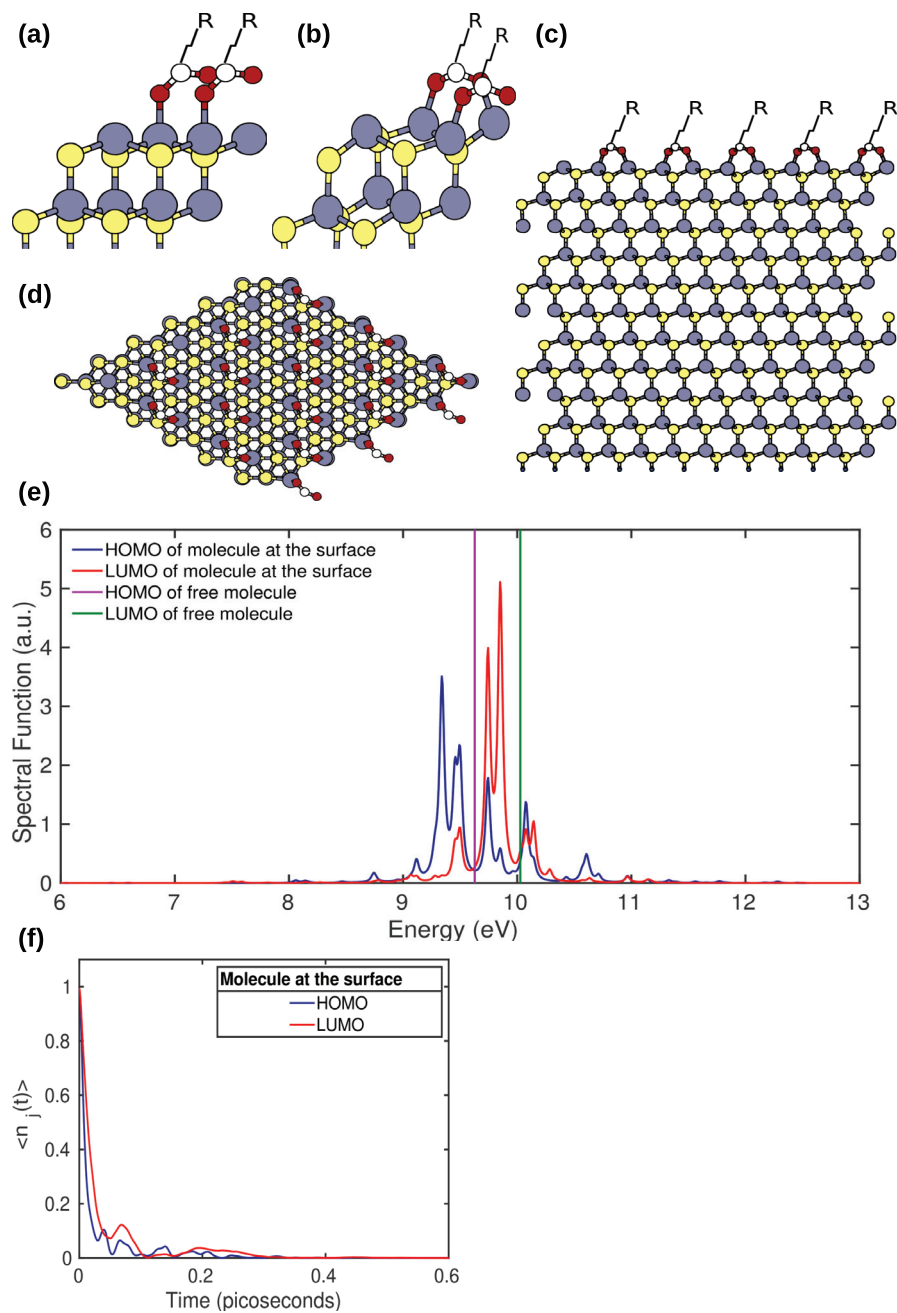 (a)
R
R
(b)
R
R
(c)
R
R
R
R
R
(d)
(e)
Spectral Function (a.u.)
6
5
4
3
2
1
0
HOMO of molecule at the surface
LUMO of molecule at the surface
HOMO of free molecule
LUMO of free molecule
6 7 8 9 10 11 12 13
Energy (eV)
(f)
<n j(t)>
1
0.8
0.6
0.4
0.2
0
Molecule at the surface
HOMO
LUMO
0 0.2 0.4 0.6
Time (picoseconds)